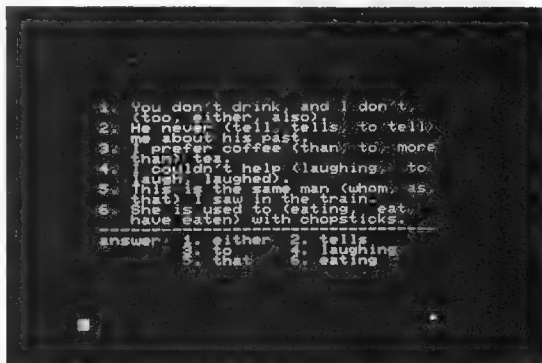 1. You don't drink, and I don't,
(too, either, also).
2. He never (tell, tells, to tell)
me about his past.
3. I prefer coffee (than, to, more
than) tea.
4. I couldn't help (laughing, to
laugh, laughed).
5. This is the same man (whom, as
that) I saw in the train.
6. She is used to (eating, eat,
have eaten) with chopsticks.
answer 1: either 2: tells
3: to 4: laughing
5: that 6: eating